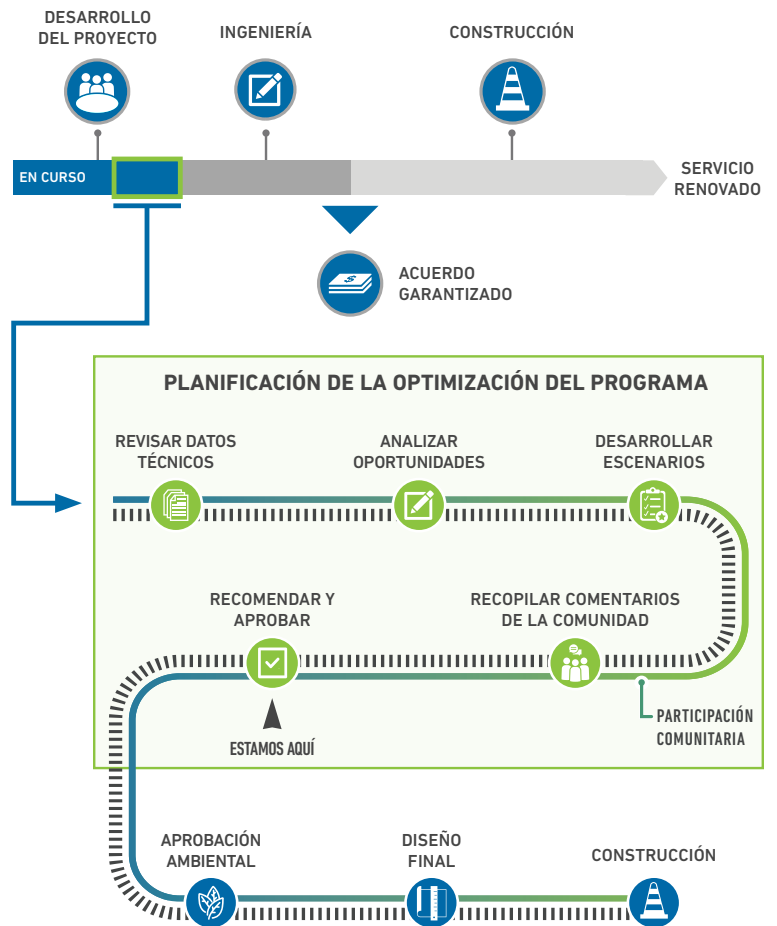 DESARROLLO
DEL PROYECTO
INGENIERÍA
CONSTRUCCIÓN
EN CURSO
SERVICIO
RENOVADO
$
ACUERDO
GARANTIZADO
PLANIFICACIÓN DE LA OPTIMIZACIÓN DEL PROGRAMA
REVISAR DATOS
TÉCNICOS
ANALIZAR
OPORTUNIDADES
DESARROLLAR
ESCENARIOS
RECOMENDAR Y
APROBAR
RECOPILAR COMENTARIOS
DE LA COMUNIDAD
ESTAMOS AQUÍ
PARTICIPACIÓN
COMUNITARIA
APROBACIÓN
AMBIENTAL
DISEÑO
FINAL
CONSTRUCCIÓN